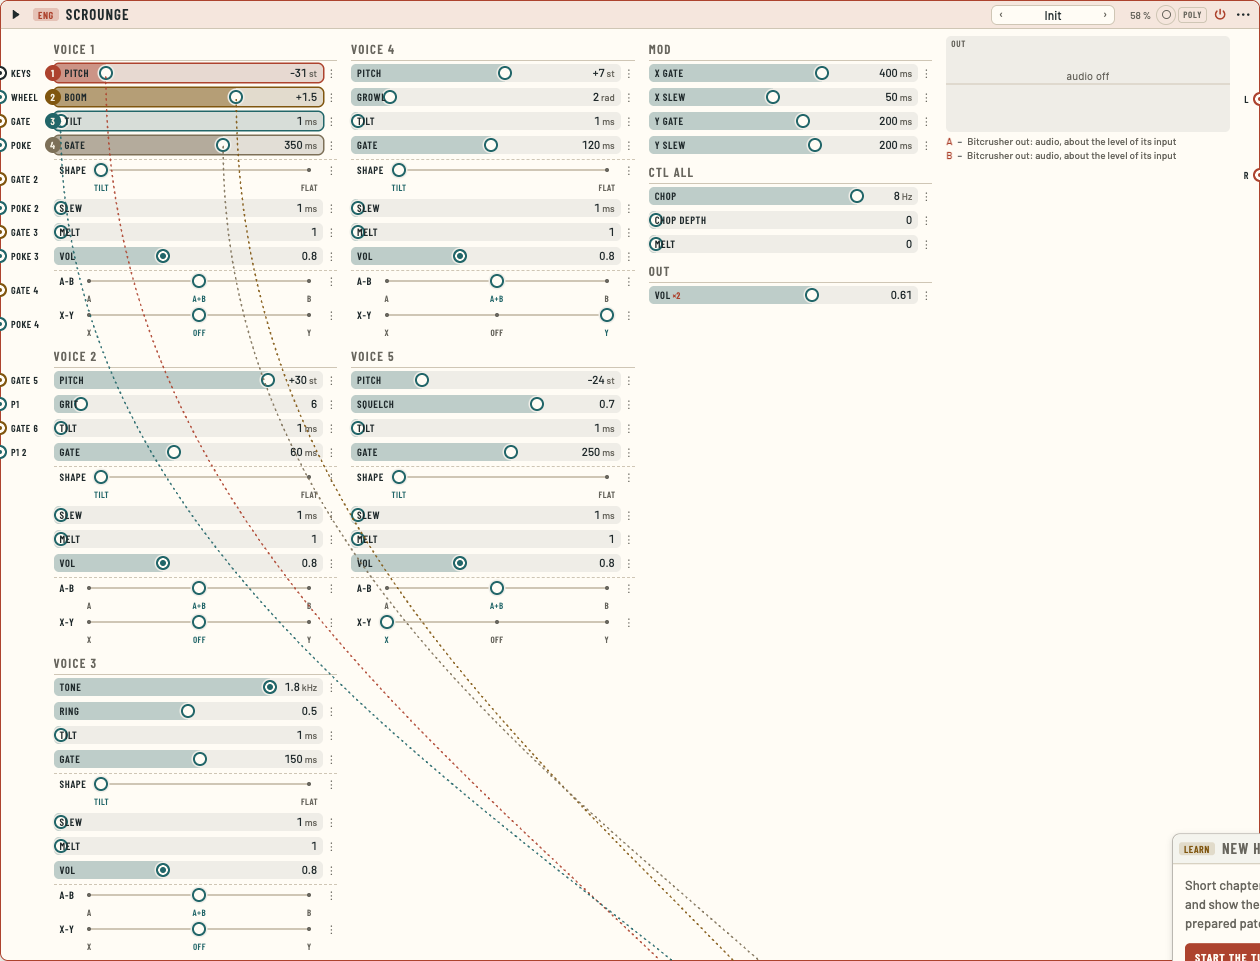 ENG SCROUNGE
‹ Init ›
58 % POLY
KEYS
WHEEL
GATE
POKE
GATE 2
POKE 2
GATE 3
POKE 3
GATE 4
POKE 4
GATE 5
P1
GATE 6
P1 2
VOICE 1
1 PITCH -31 st
2 BOOM +1.5
3 TILT 1 ms
4 GATE 350 ms
SHAPE
TILT FLAT
SLEW 1 ms
MELT 1
VOL 0.8
A-B
A A+B B
X-Y
X OFF Y
VOICE 2
PITCH +30 st
GRIT 6
TILT 1 ms
GATE 60 ms
SHAPE
TILT FLAT
SLEW 1 ms
MELT 1
VOL 0.8
A-B
A A+B B
X-Y
X OFF Y
VOICE 3
TONE 1.8 kHz
RING 0.5
TILT 1 ms
GATE 150 ms
SHAPE
TILT FLAT
SLEW 1 ms
MELT 1
VOL 0.8
A-B
A A+B B
X-Y
X OFF Y
VOICE 4
PITCH +7 st
GROWL 2 rad
TILT 1 ms
GATE 120 ms
SHAPE
TILT FLAT
SLEW 1 ms
MELT 1
VOL 0.8
A-B
A A+B B
X-Y
X OFF Y
VOICE 5
PITCH -24 st
SQUELCH 0.7
TILT 1 ms
GATE 250 ms
SHAPE
TILT FLAT
SLEW 1 ms
MELT 1
VOL 0.8
A-B
A A+B B
X-Y
X OFF Y
MOD
X GATE 400 ms
X SLEW 50 ms
Y GATE 200 ms
Y SLEW 200 ms
CTL ALL
CHOP 8 Hz
CHOP DEPTH 0
MELT 0
OUT
VOL ×2 0.61
OUT
audio off
A – Bitcrusher out: audio, about the level of its input
B – Bitcrusher out: audio, about the level of its input
L
R
LEARN NEW H
Short chapter
and show the
prepared patc
START THE T